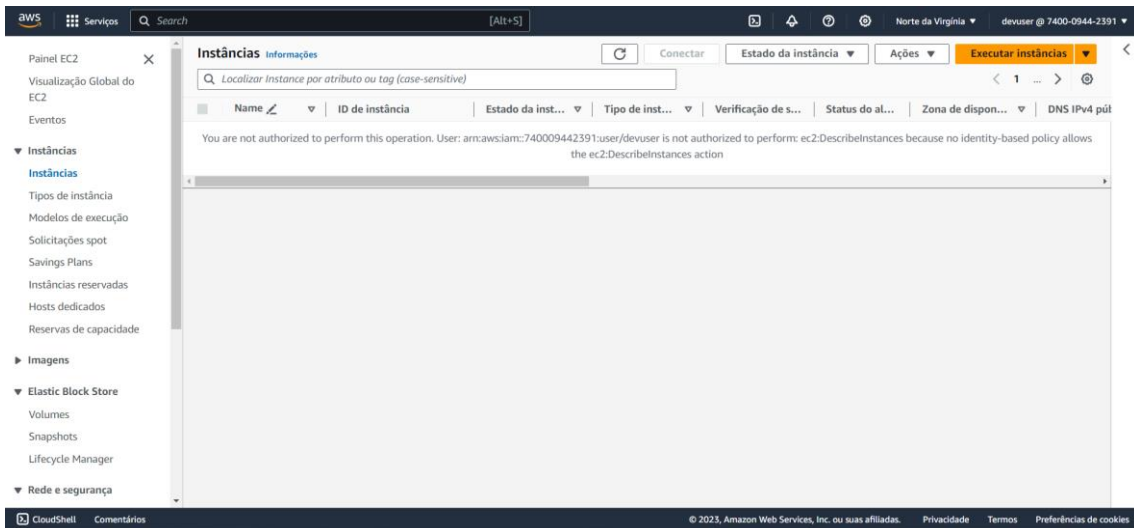 aws Serviços Search [Alt+S] Norte da Virgínia devuser @ 7400-0944-2391
Painel EC2
Visualização Global do
EC2
Eventos
Instâncias
Instâncias
Tipos de instância
Modelos de execução
Solicitações spot
Savings Plans
Instâncias reservadas
Hosts dedicados
Reservas de capacidade
Imagens
Elastic Block Store
Volumes
Snapshots
Lifecycle Manager
Rede e segurança
Instâncias Informações Conectar Estado da instância Ações Executar instâncias
Localizar Instance por atributo ou tag (case-sensitive) 1 ...
Name ID de instância Estado da inst... Tipo de inst... Verificação de s... Status do al... Zona de dispon... DNS IPv4 púb
You are not authorized to perform this operation. User: arn:aws:iam::740009442391:user/devuser is not authorized to perform: ec2:DescribeInstances because no identity-based policy allows
the ec2:DescribeInstances action
CloudShell Comentários © 2023, Amazon Web Services, Inc. ou suas afiliadas. Privacidade Termos Preferências de cookies